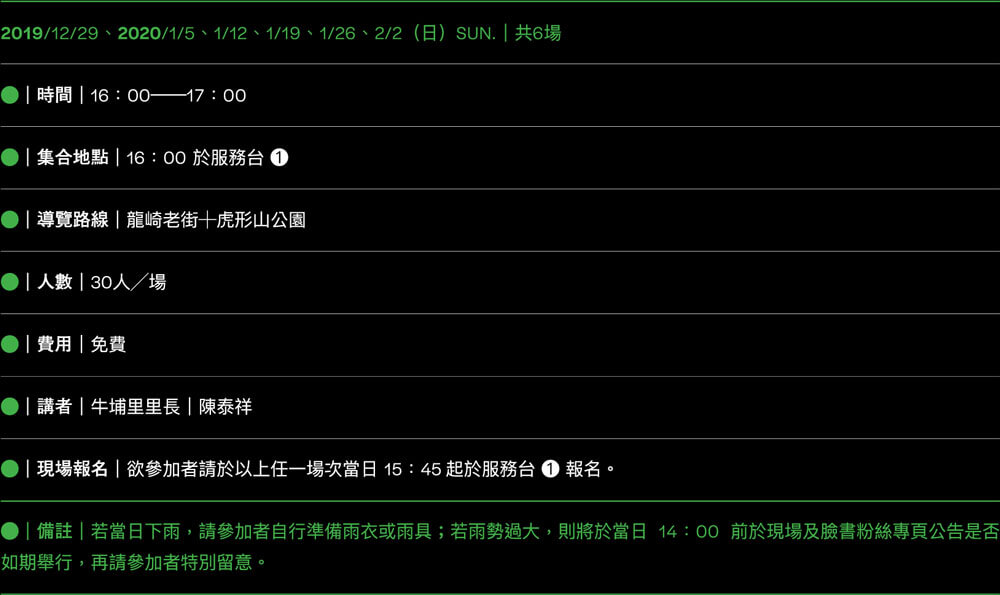 2019/12/29、2020/1/5、1/12、1/19、1/26、2/2（日）SUN.｜共6場
●｜時間｜16：00──17：00
●｜集合地點｜16：00 於服務台 ❶
●｜導覽路線｜龍崎老街＋虎形山公園
●｜人數｜30人／場
●｜費用｜免費
●｜講者｜牛埔里里長｜陳泰祥
●｜現場報名｜欲參加者請於以上任一場次當日 15：45 起於服務台 ❶ 報名。
●｜備註｜若當日下雨，請參加者自行準備雨衣或雨具；若雨勢過大，則將於當日 14：00 前於現場及臉書粉絲專頁公告是否
如期舉行，再請參加者特別留意。